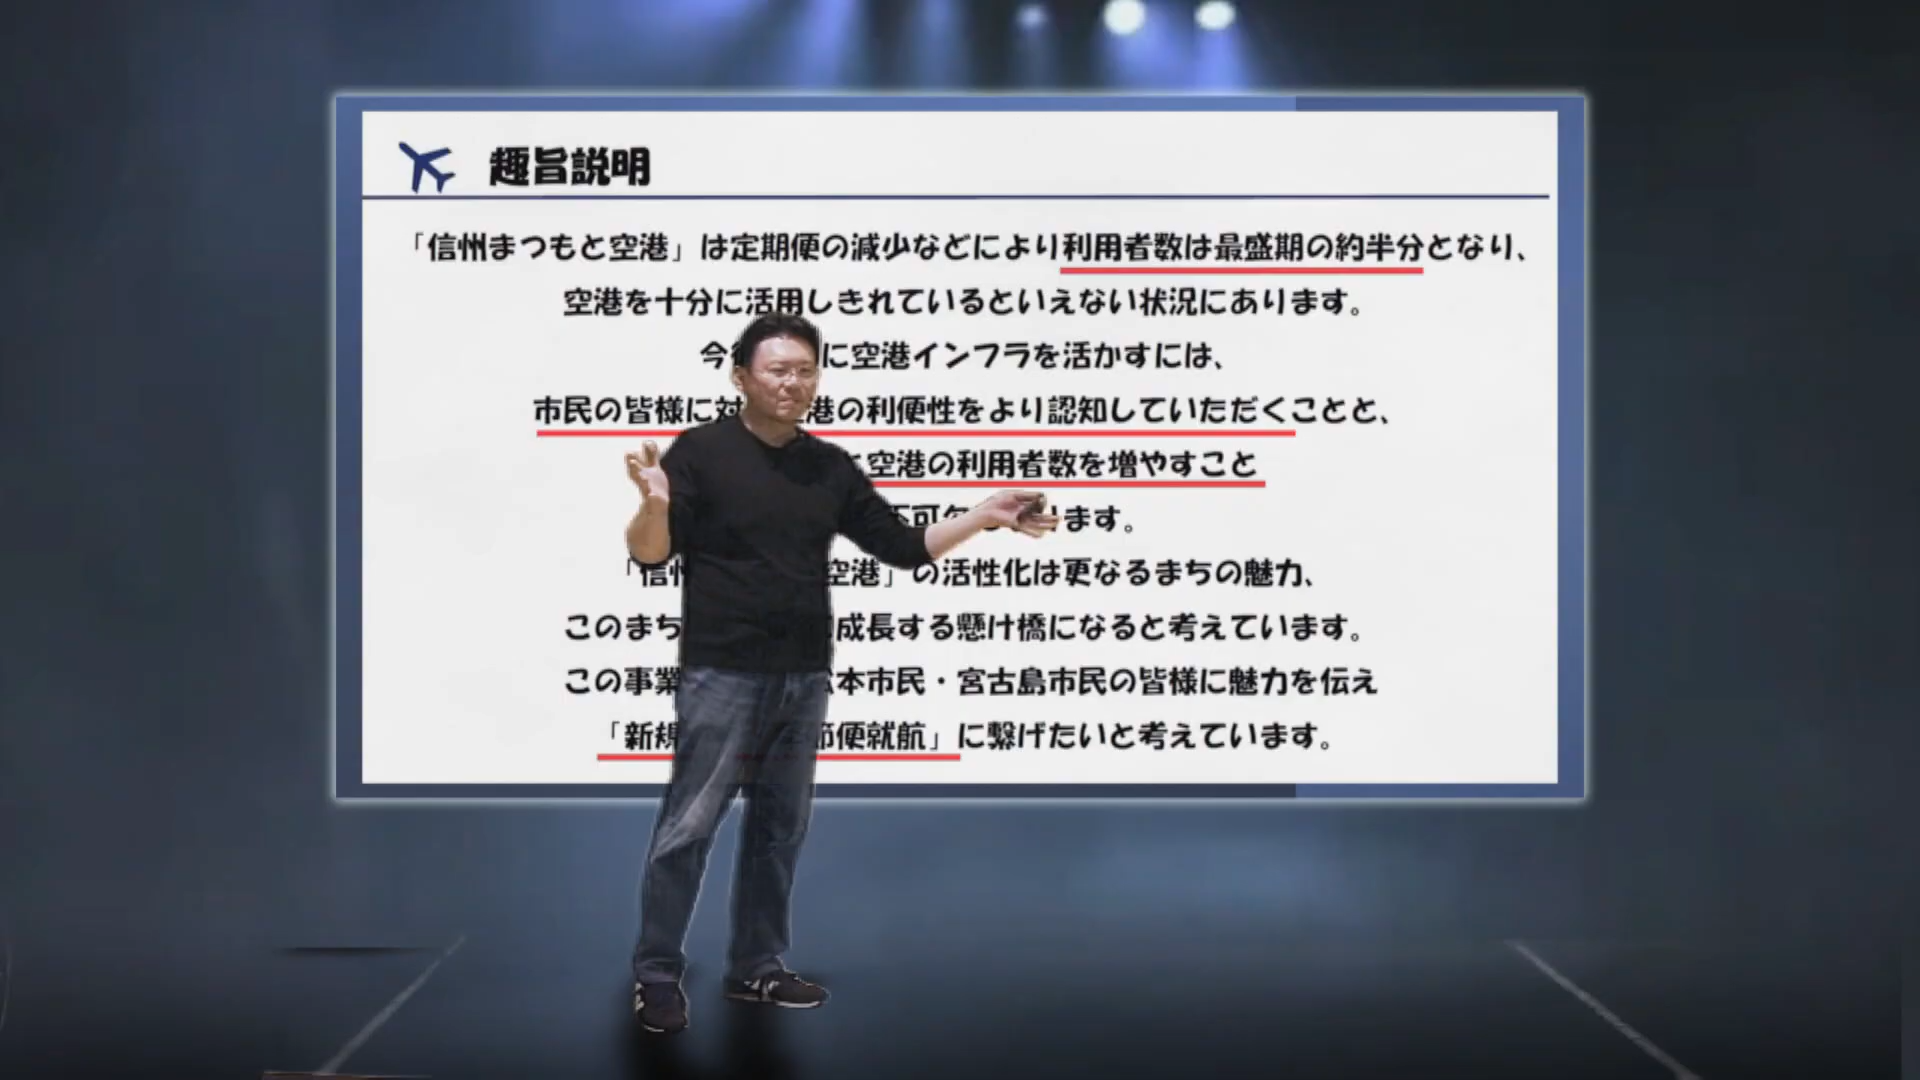 趣旨説明
「信州まつもと空港」は定期便の減少などにより利用者数は最盛期の約半分となり、
空港を十分に活用しきれているといえない状況にあります。
今 に空港インフラを活かすには、
市民の皆様に対 港の利便性をより認知していただくことと、
空港の利用者数を増やすこと
不可欠 ります。
「信州 空港」の活性化は更なるまちの魅力、
このまち 成長する懸け橋になると考えています。
この事業 松本市民・宮古島市民の皆様に魅力を伝え
「新規 節便就航」に繋げたいと考えています。